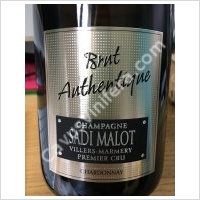 Brut
Authentique
CHAMPAGNE
SADI MALOT
VILLERS-MARMERY
PREMIER CRU
CHARDONNAY